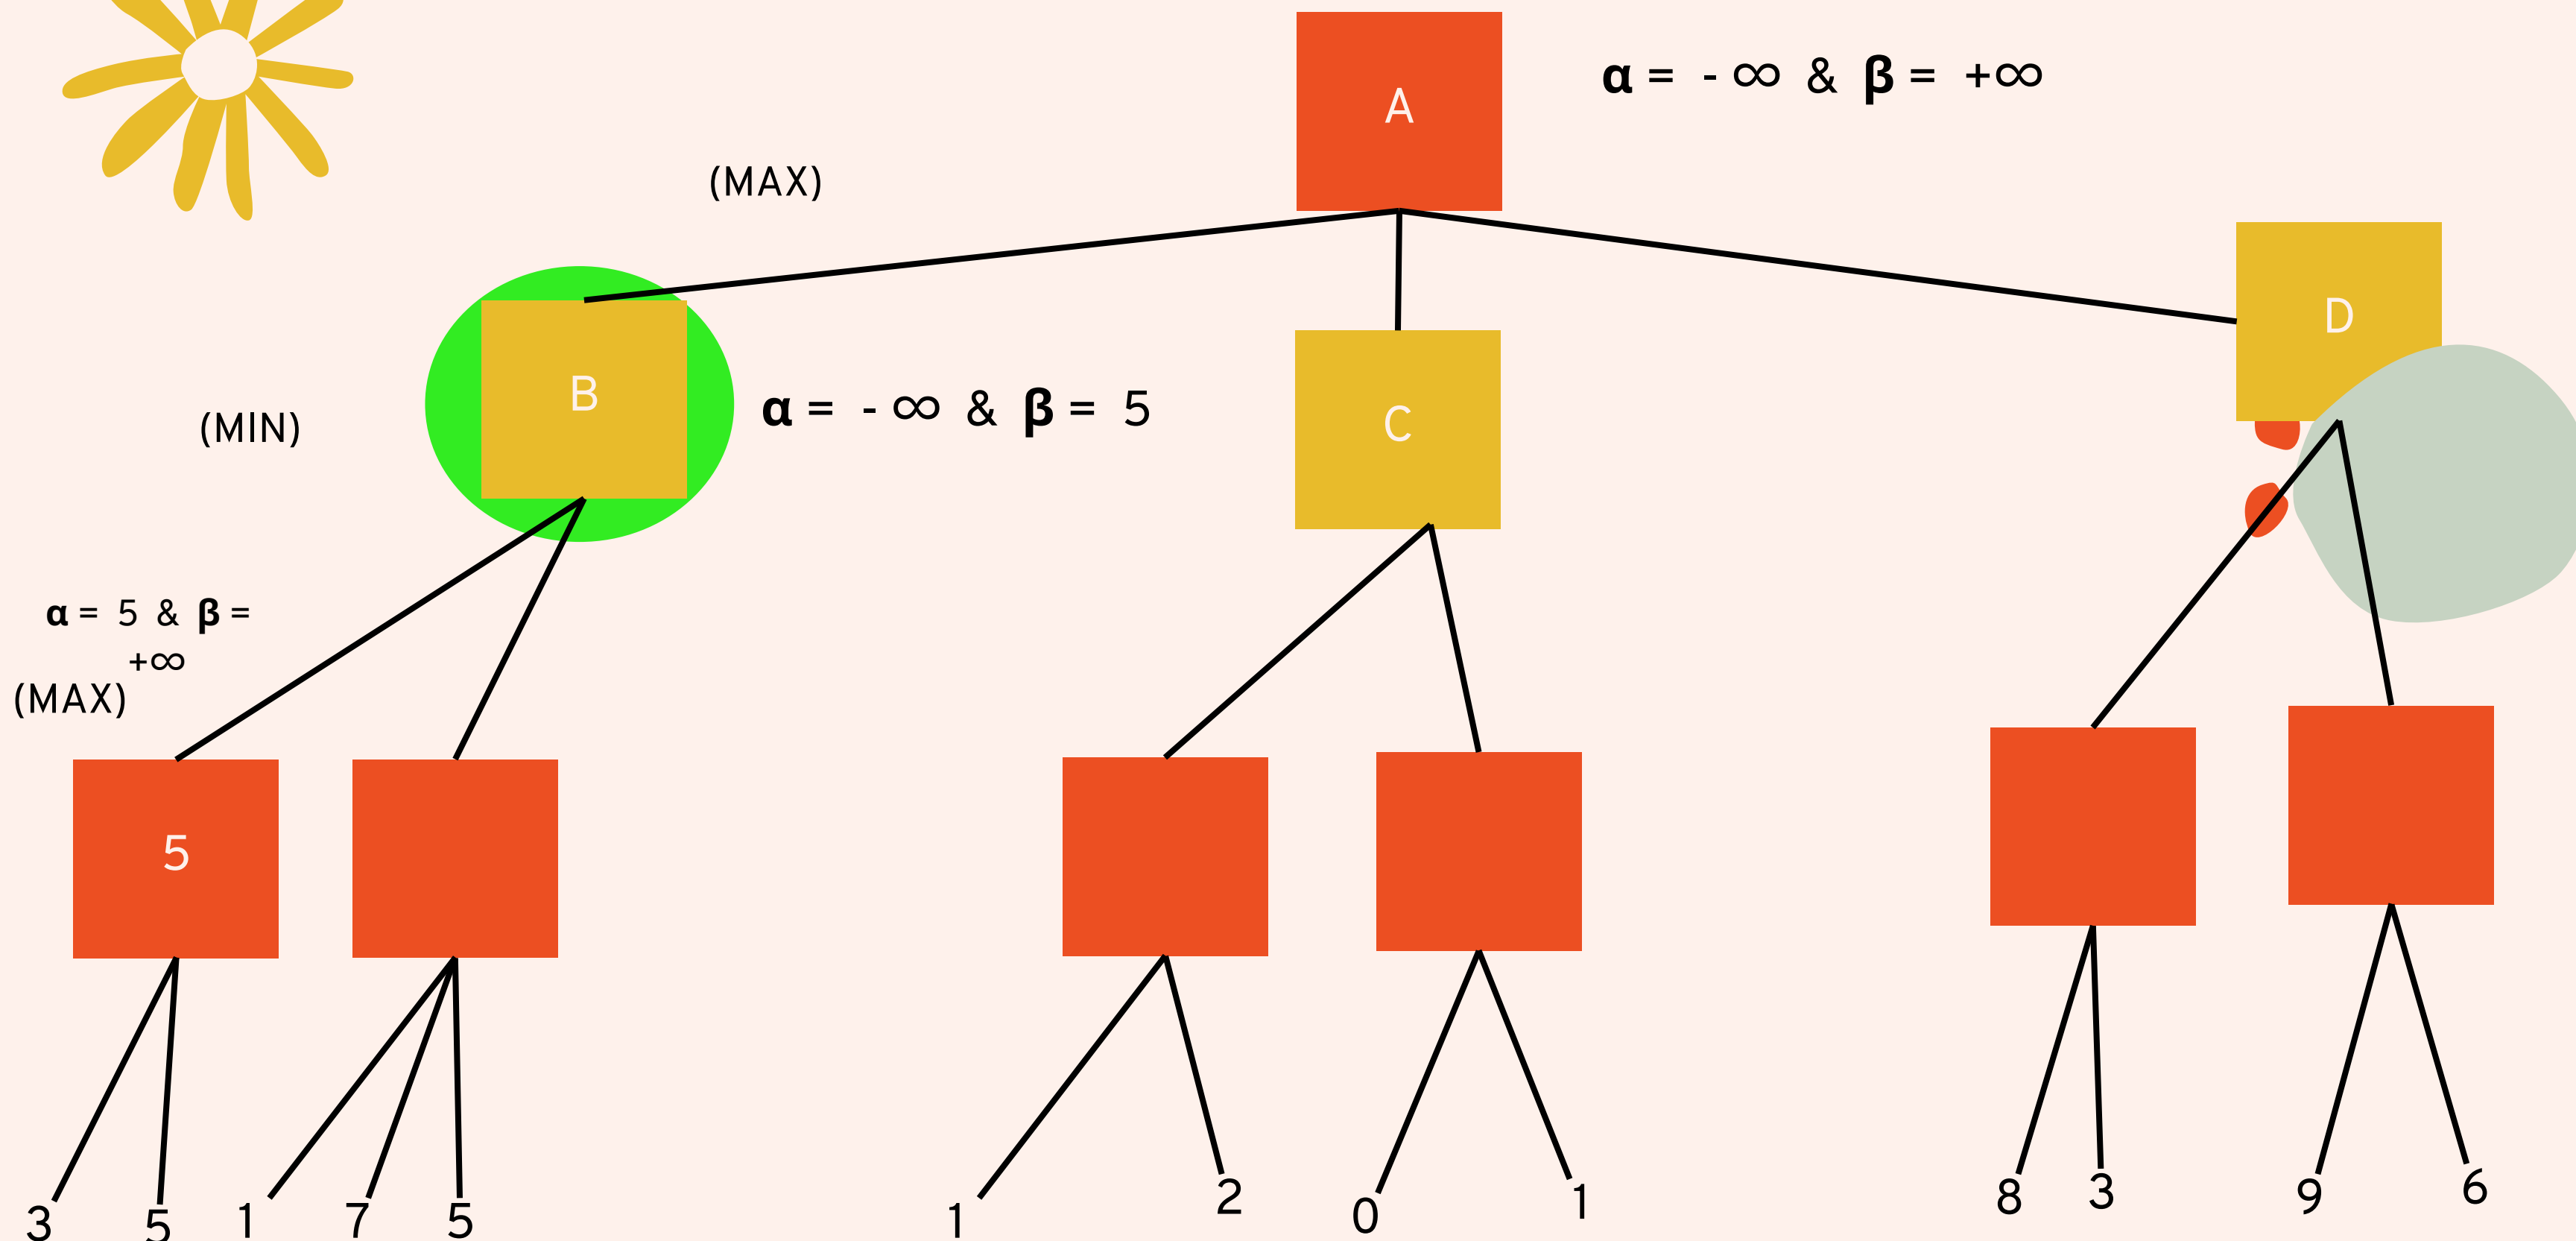 A
α = - ∞ & β = +∞
(MAX)
D
B
α = - ∞ & β = 5
C
(MIN)
α = 5 & β =
+∞
(MAX)
5
3 5 1 7 5 1 2 0 1 8 3 9 6